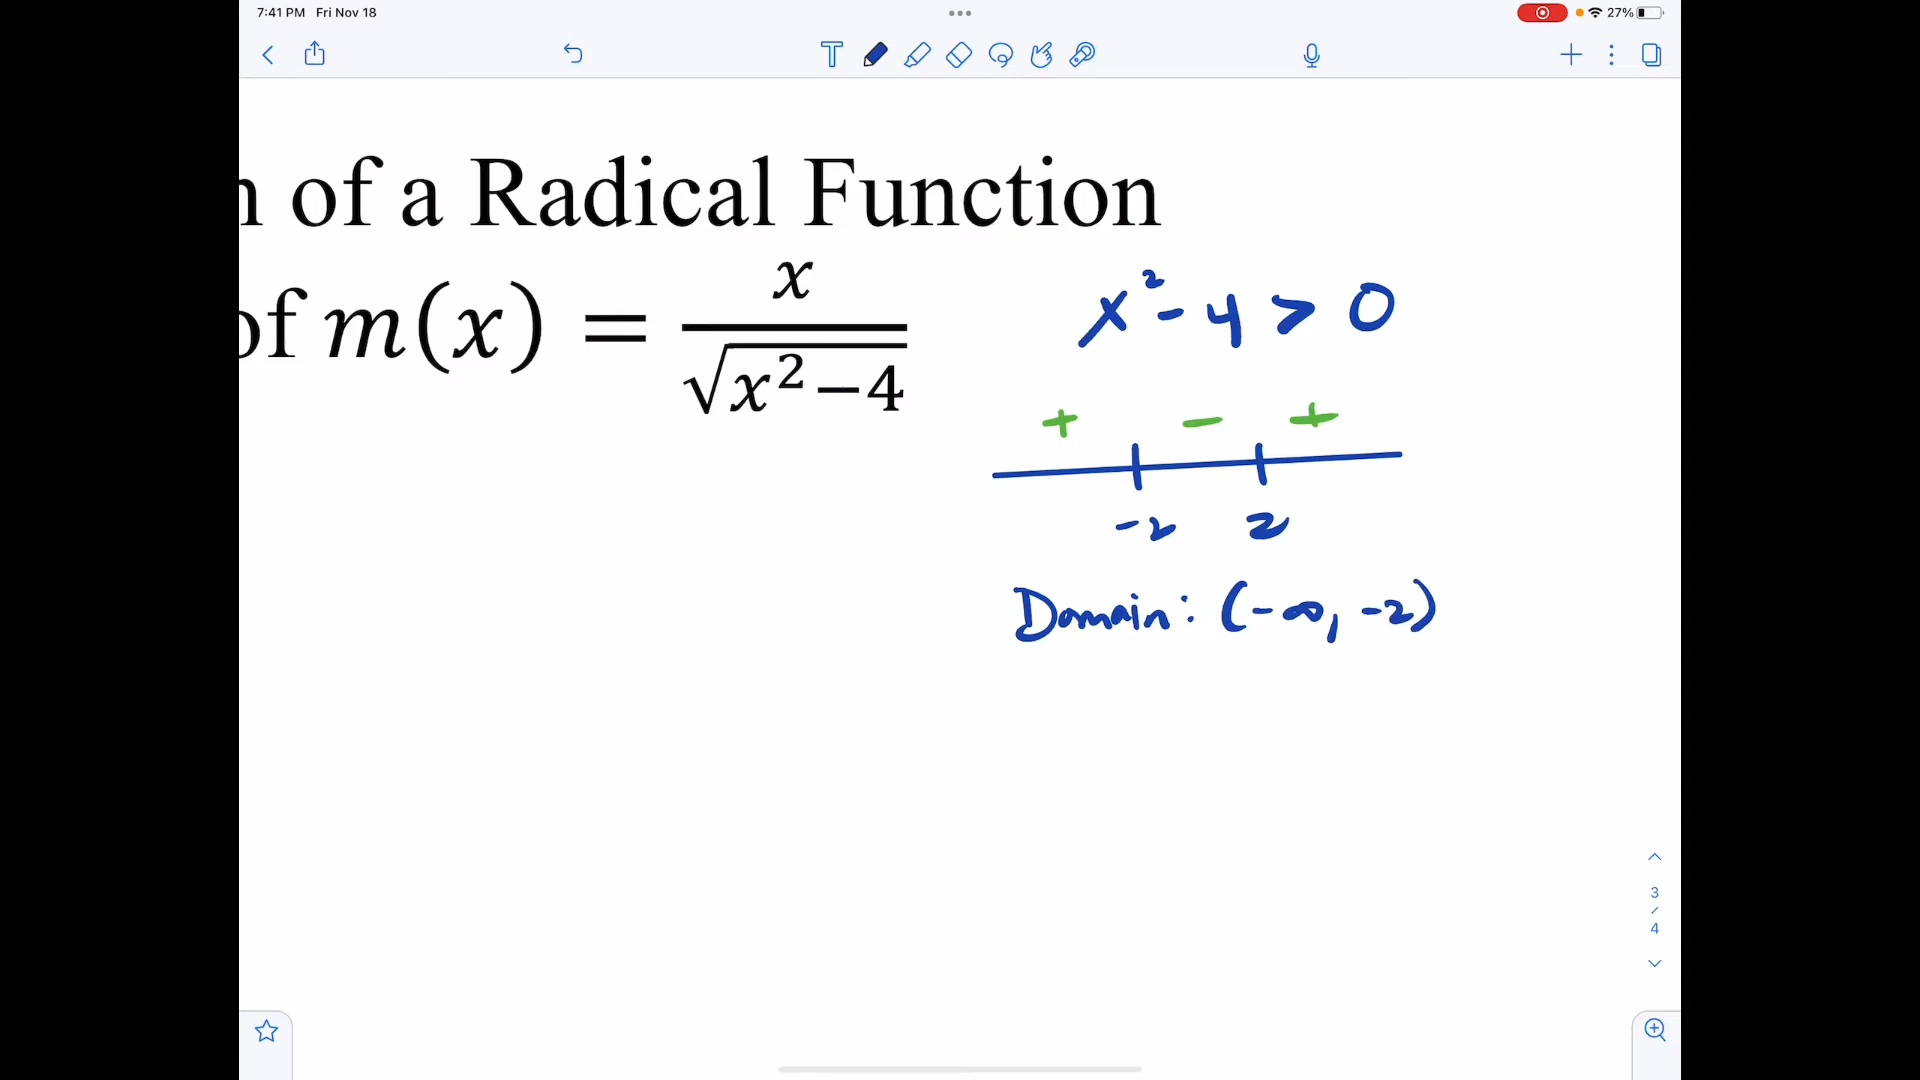 7:41 PM Fri Nov 18
27%
n of a Radical Function
of m(x) = x / √(x² − 4)
x² - 4 > 0
+ - +
-2 2
Domain: (-∞, -2)
3
/
4